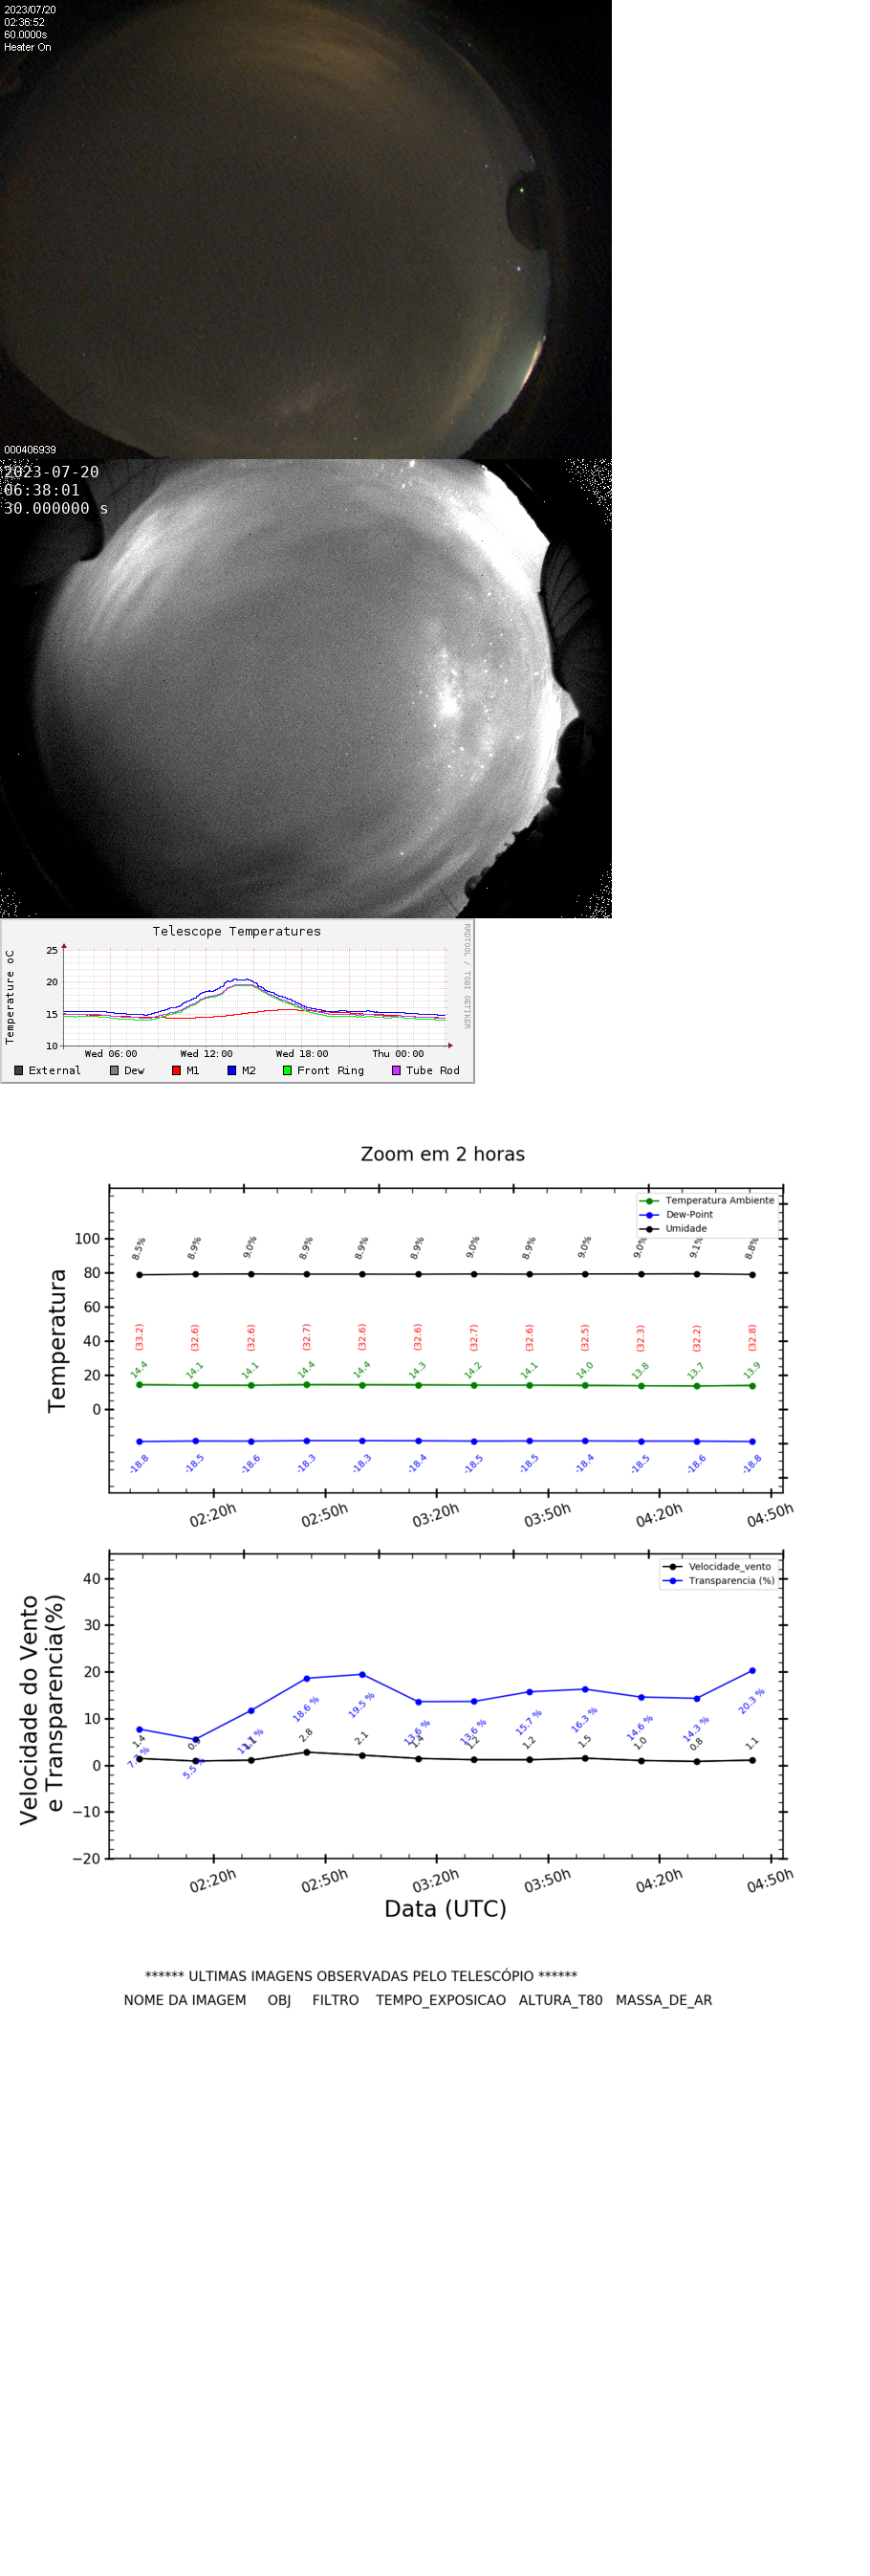 2023/07/20
02:36:52
60.0000s
Heater On
000406939
2023-07-20
06:38:01
30.000000 s
Telescope Temperatures
RRDTOOL / TOBI OETIKER
Temperature oC
25
20
15
10
Wed 06:00 Wed 12:00 Wed 18:00 Thu 00:00
External Dew M1 M2 Front Ring Tube Rod
Zoom em 2 horas
Temperatura Ambiente
Dew-Point
Umidade
Temperatura
100
80
60
40
20
0
8.5% 8.9% 9.0% 8.9% 8.9% 8.9% 9.0% 8.9% 9.0% 9.0% 9.1% 8.8%
(33.2) (32.6) (32.6) (32.7) (32.6) (32.6) (32.7) (32.6) (32.5) (32.3) (32.2) (32.8)
14.4 14.1 14.1 14.4 14.4 14.3 14.2 14.1 14.0 13.8 13.7 13.9
-18.8 -18.5 -18.6 -18.3 -18.3 -18.4 -18.5 -18.5 -18.4 -18.5 -18.6 -18.8
02:20h 02:50h 03:20h 03:50h 04:20h 04:50h
Velocidade_vento
Transparencia (%)
Velocidade do Vento
e Transparencia(%)
40
30
20
10
0
−10
−20
18.6 % 19.5 % 13.6 % 13.6 % 15.7 % 16.3 % 14.6 % 14.3 % 20.3 %
1.4 2.8 2.1 1.4 1.2 1.2 1.5 1.0 0.8 1.1
02:20h 02:50h 03:20h 03:50h 04:20h 04:50h
Data (UTC)
****** ULTIMAS IMAGENS OBSERVADAS PELO TELESCÓPIO ******
NOME DA IMAGEM OBJ FILTRO TEMPO_EXPOSICAO ALTURA_T80 MASSA_DE_AR